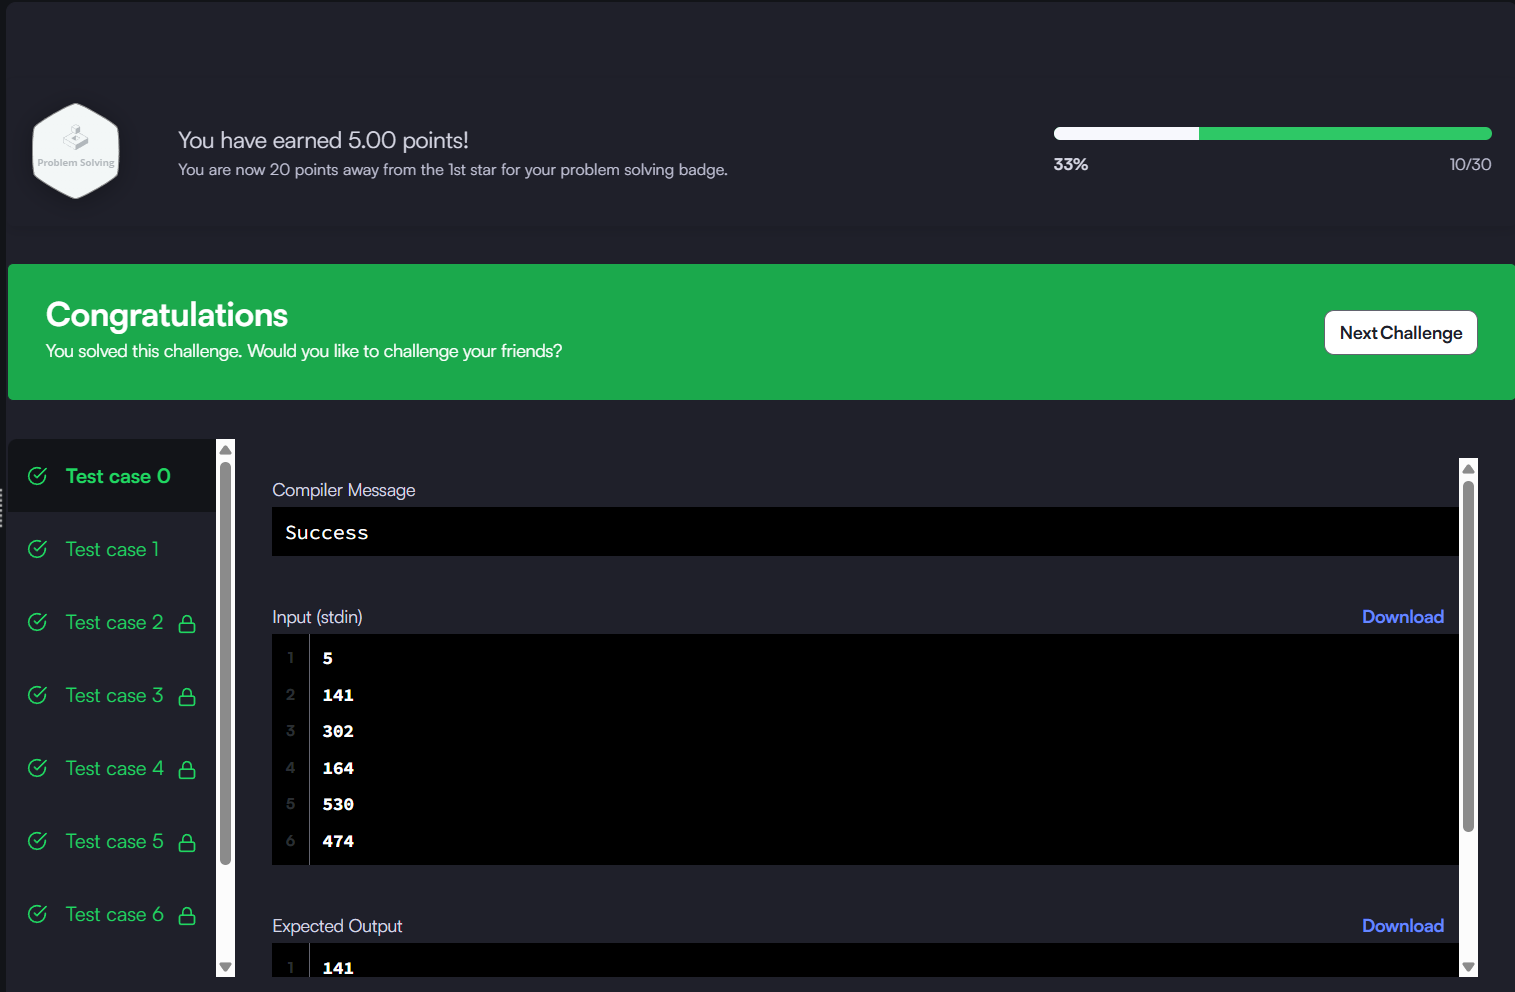 Problem Solving
You have earned 5.00 points!
You are now 20 points away from the 1st star for your problem solving badge.
33%
10/30
Congratulations
You solved this challenge. Would you like to challenge your friends?
Next Challenge
Test case 0
Test case 1
Test case 2
Test case 3
Test case 4
Test case 5
Test case 6
Compiler Message
Success
Input (stdin)
Download
1 5
2 141
3 302
4 164
5 530
6 474
Expected Output
Download
1 141